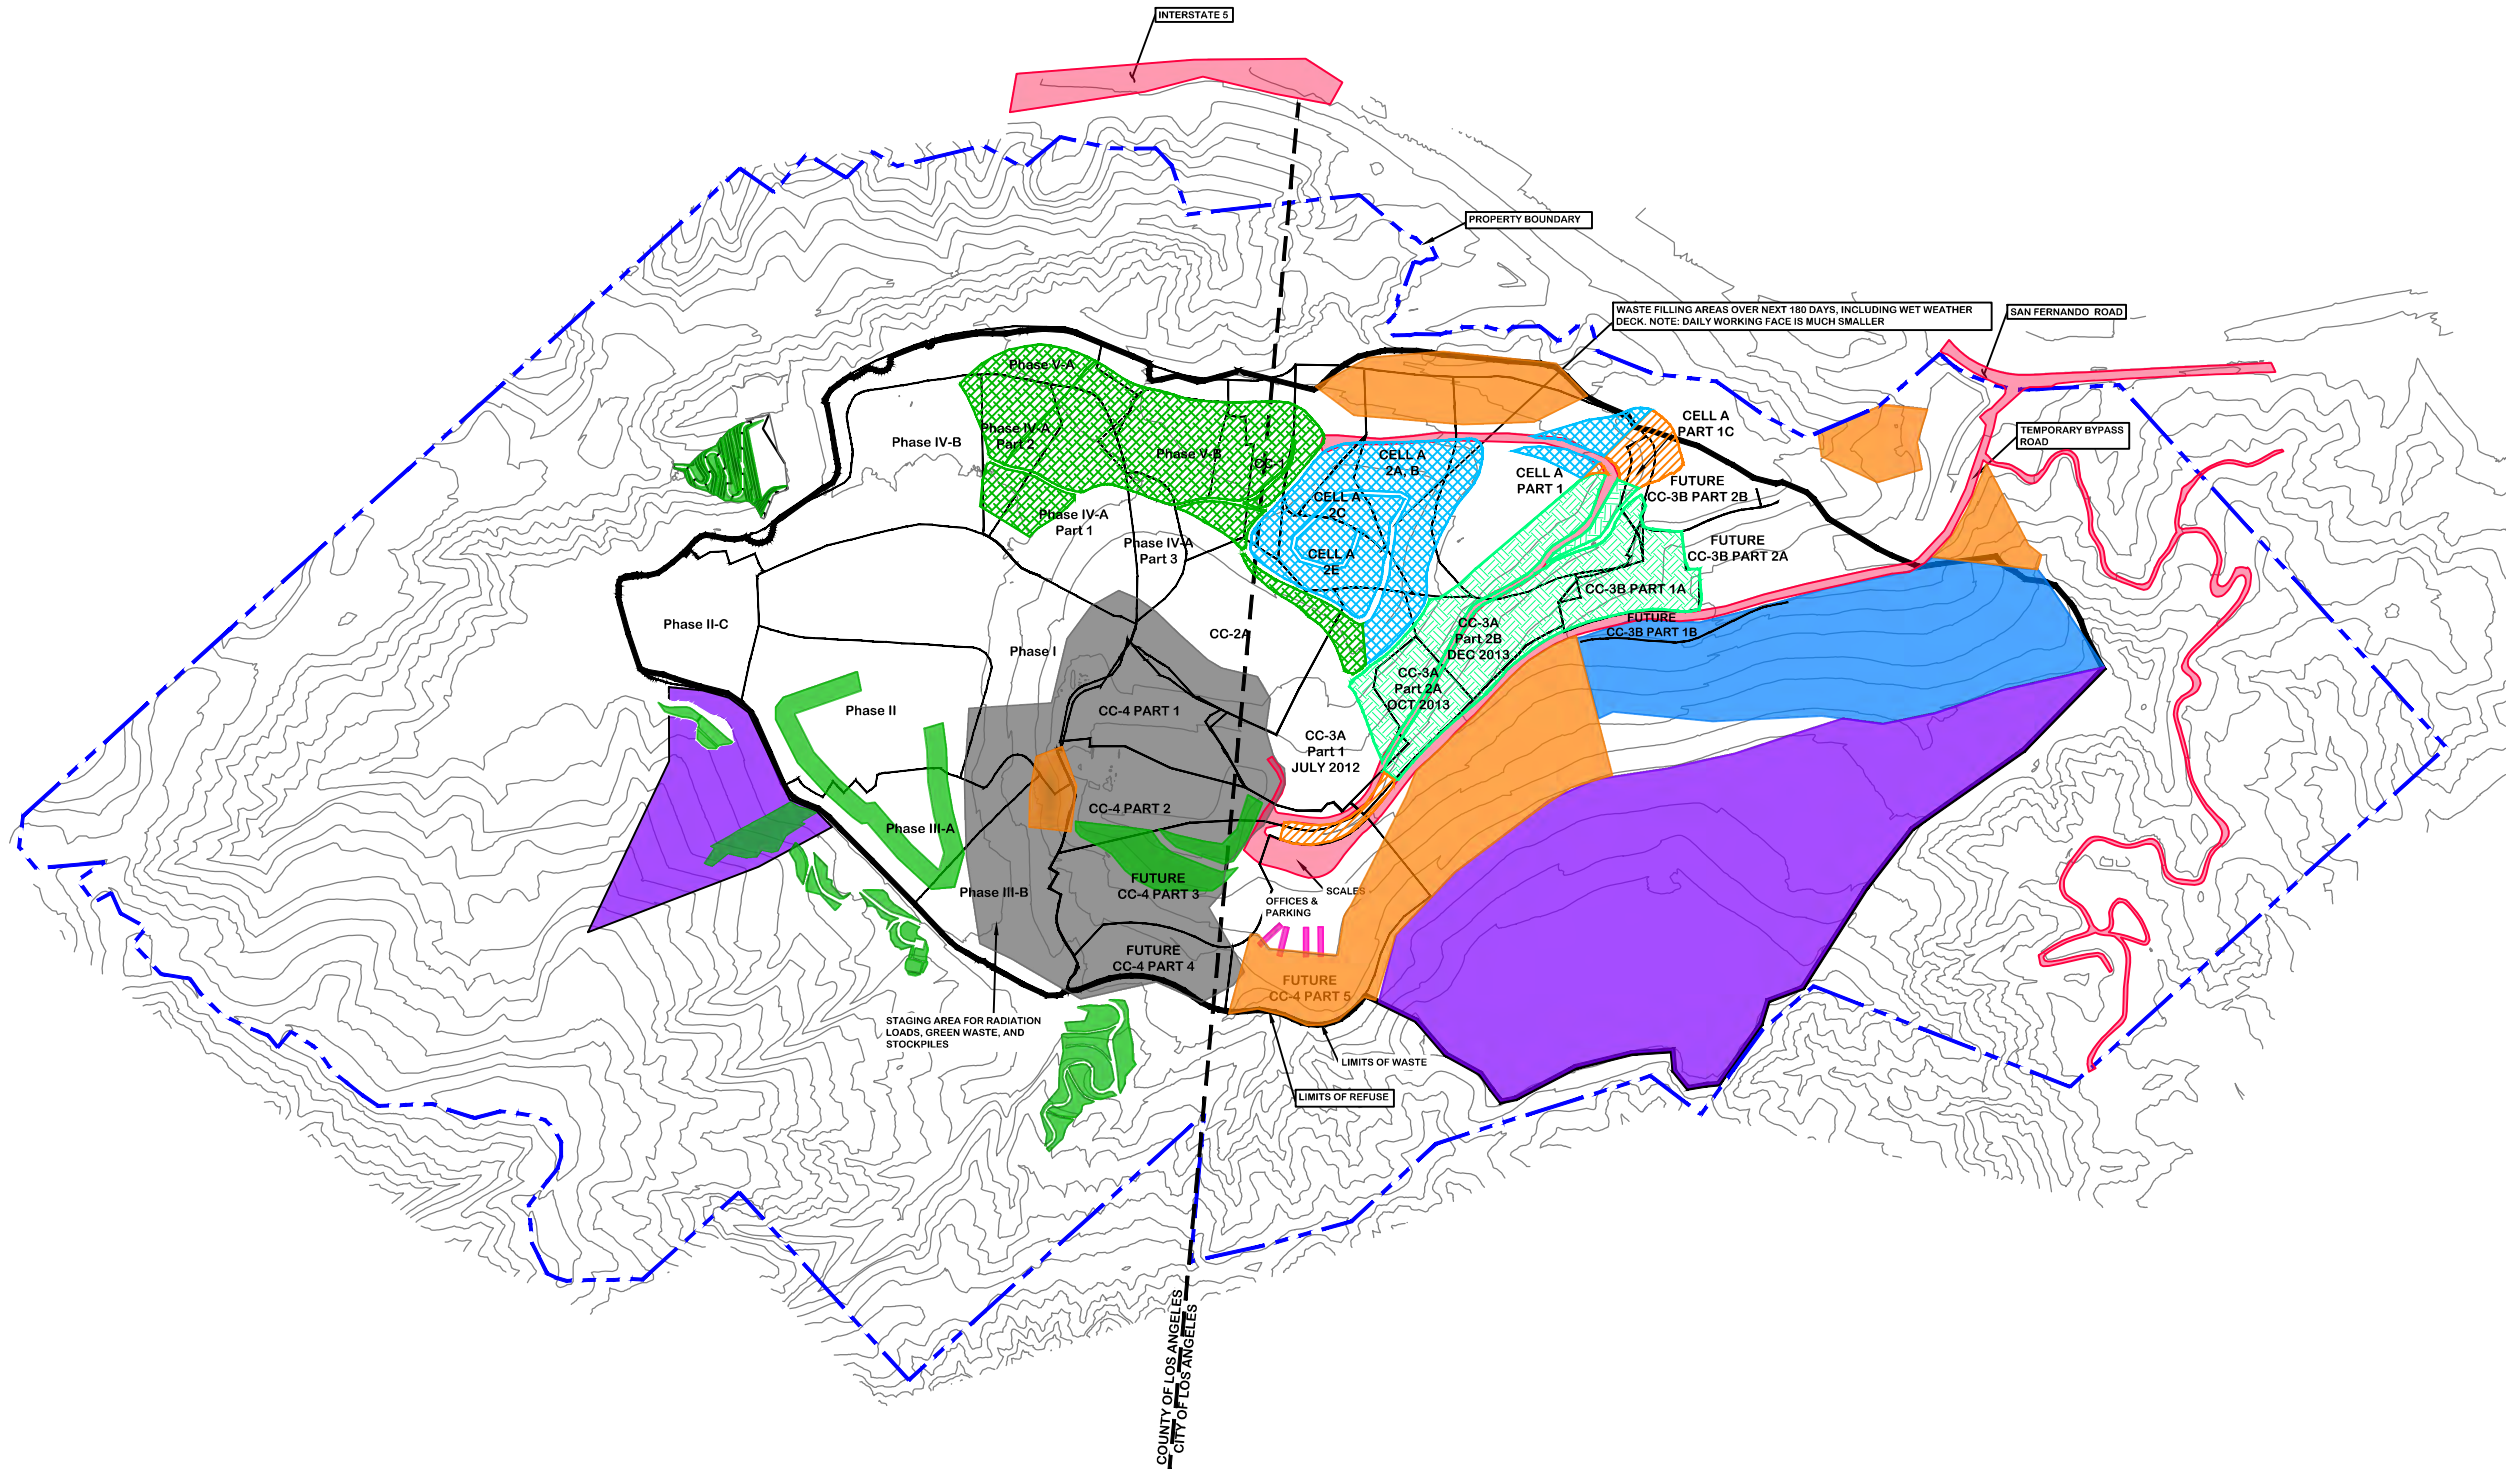 INTERSTATE 5
PROPERTY BOUNDARY
WASTE FILLING AREAS OVER NEXT 180 DAYS, INCLUDING WET WEATHER
DECK. NOTE: DAILY WORKING FACE IS MUCH SMALLER
SAN FERNANDO ROAD
TEMPORARY BYPASS
ROAD
Phase V-A
Phase IV-B
Phase IV-A
Part 2
Phase V-B
CC-1
CELL A
2A, B
CELL A
PART 1C
CELL A
PART 1
FUTURE
CC-3B PART 2B
CELL A
2C
Phase IV-A
Part 1
Phase IV-A
Part 3
CELL A
2E
FUTURE
CC-3B PART 2A
CC-3B PART 1A
FUTURE
CC-3B PART 1B
Phase II-C
Phase I
CC-2A
CC-3A
Part 2B
DEC 2013
CC-3A
Part 2A
OCT 2013
Phase II
CC-4 PART 1
CC-3A
Part 1
JULY 2012
CC-4 PART 2
Phase III-A
Phase III-B
FUTURE
CC-4 PART 3
SCALES
OFFICES &
PARKING
FUTURE
CC-4 PART 4
FUTURE
CC-4 PART 5
STAGING AREA FOR RADIATION
LOADS, GREEN WASTE, AND
STOCKPILES
LIMITS OF WASTE
LIMITS OF REFUSE
COUNTY OF LOS ANGELES
CITY OF LOS ANGELES